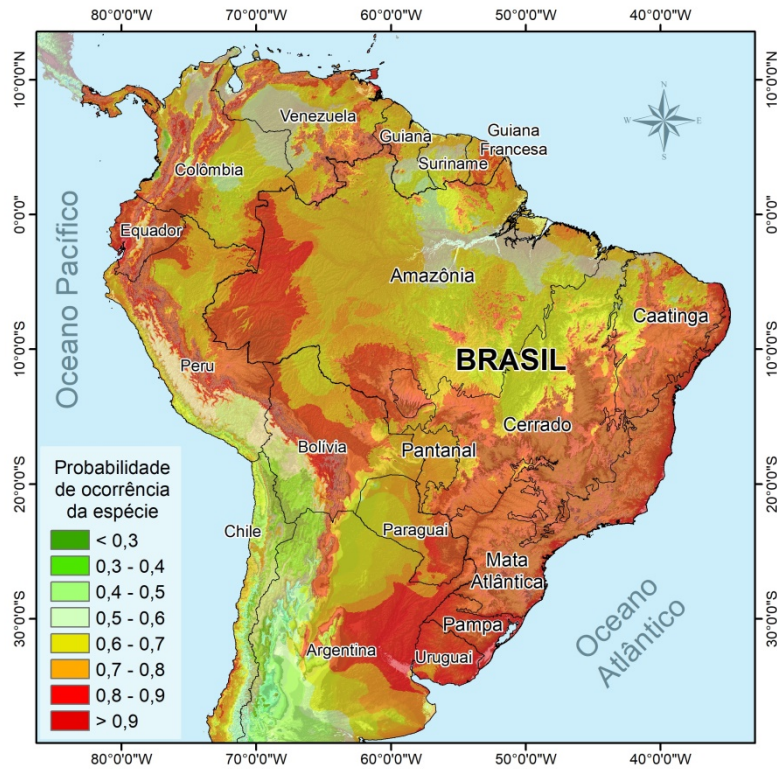 80°0'0"W
70°0'0"W
60°0'0"W
50°0'0"W
40°0'0"W
10°0'0"N
0°0'0"
10°0'0"S
20°0'0"S
30°0'0"S
10°0'0"N
0°0'0"
10°0'0"S
20°0'0"S
30°0'0"S
N
W
E
S
Venezuela
Guiana
Suriname
Guiana
Francesa
Colômbia
Equador
Oceano Pacífico
Amazônia
Caatinga
BRASIL
Peru
Cerrado
Bolívia
Pantanal
Chile
Paraguai
Mata
Atlântica
Pampa
Argentina
Uruguai
Oceano
Atlântico
Probabilidade
de ocorrência
da espécie
< 0,3
0,3 - 0,4
0,4 - 0,5
0,5 - 0,6
0,6 - 0,7
0,7 - 0,8
0,8 - 0,9
> 0,9
80°0'0"W
70°0'0"W
60°0'0"W
50°0'0"W
40°0'0"W